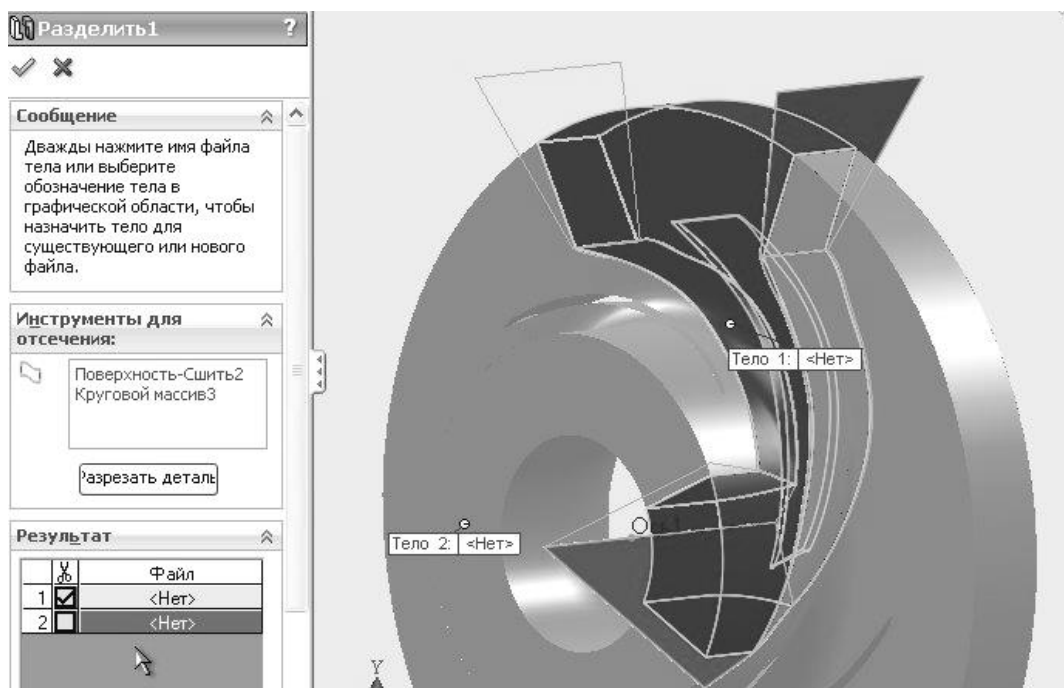 Разделить1 ?
Сообщение
Дважды нажмите имя файла
тела или выберите
обозначение тела в
графической области, чтобы
назначить тело для
существующего или нового
файла.
Инструменты для
отсечения:
Поверхность-Сшить2
Круговой массив3
Разрезать деталь
Результат
Файл
1 <Нет>
2 <Нет>
Тело 1: <Нет>
Тело 2: <Нет>
Y